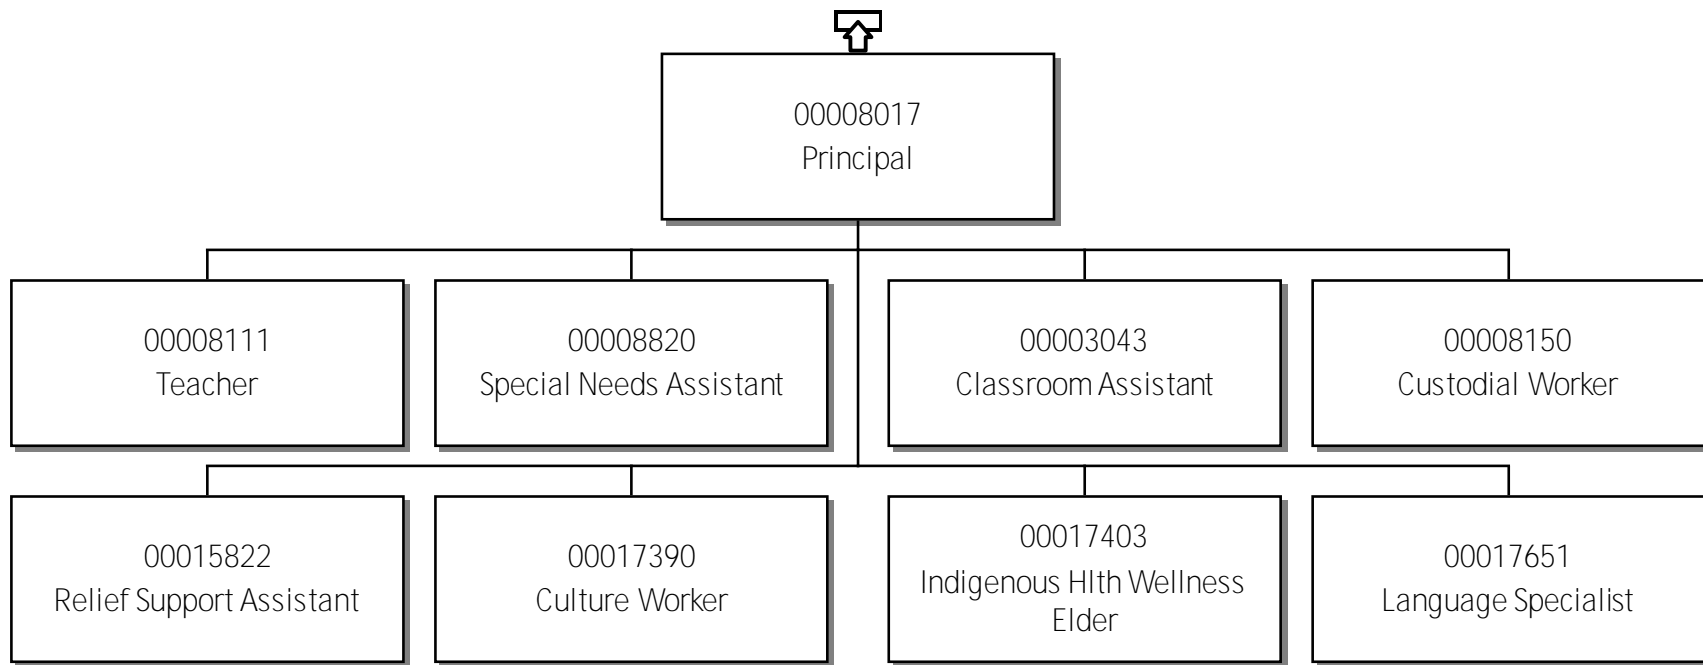 00008017
Principal
00008111
Teacher
00008820
Special Needs Assistant
00003043
Classroom Assistant
00008150
Custodial Worker
00015822
Relief Support Assistant
00017390
Culture Worker
00017403
Indigenous Hlth Wellness
Elder
00017651
Language Specialist